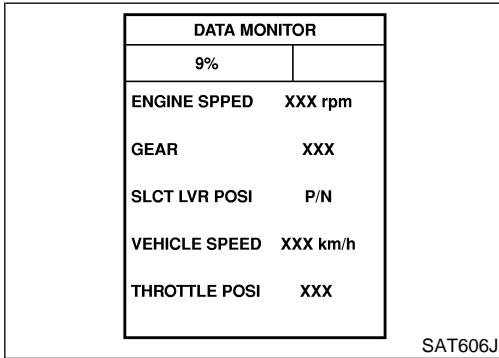 DATA MONITOR
9%
ENGINE SPPED XXX rpm
GEAR XXX
SLCT LVR POSI P/N
VEHICLE SPEED XXX km/h
THROTTLE POSI XXX
SAT606J